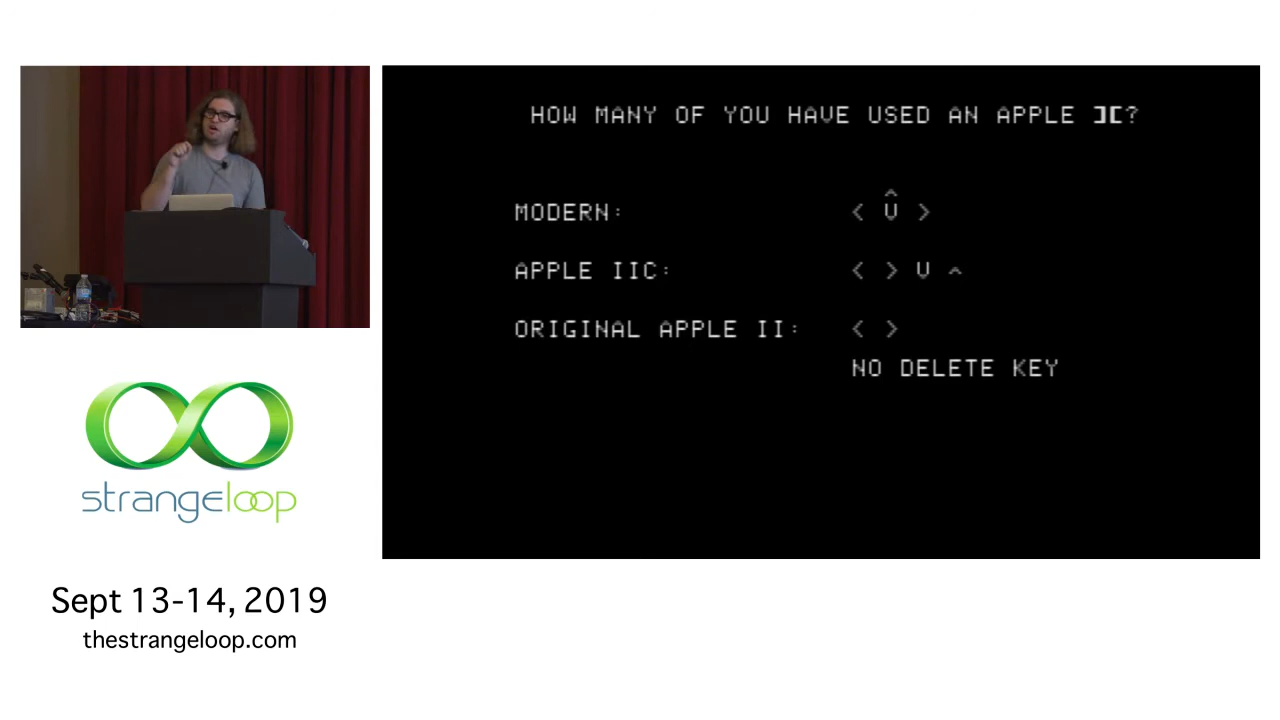 HOW MANY OF YOU HAVE USED AN APPLE ][?
^
MODERN: < V >
APPLE IIC: < > V ^
ORIGINAL APPLE II: < >
NO DELETE KEY
strangeloop
Sept 13-14, 2019
thestrangeloop.com